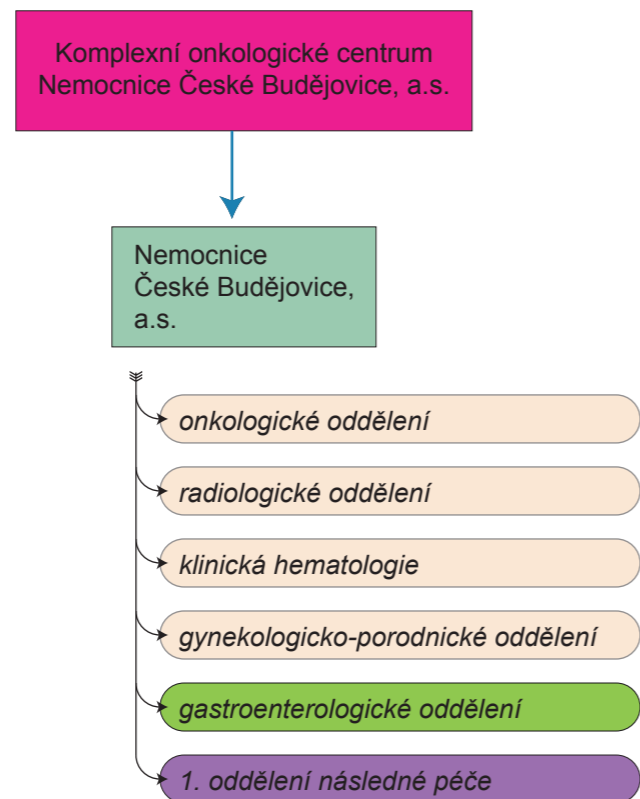 Komplexní onkologické centrum
Nemocnice České Budějovice, a.s.
Nemocnice
České Budějovice,
a.s.
onkologické oddělení
radiologické oddělení
klinická hematologie
gynekologicko-porodnické oddělení
gastroenterologické oddělení
1. oddělení následné péče